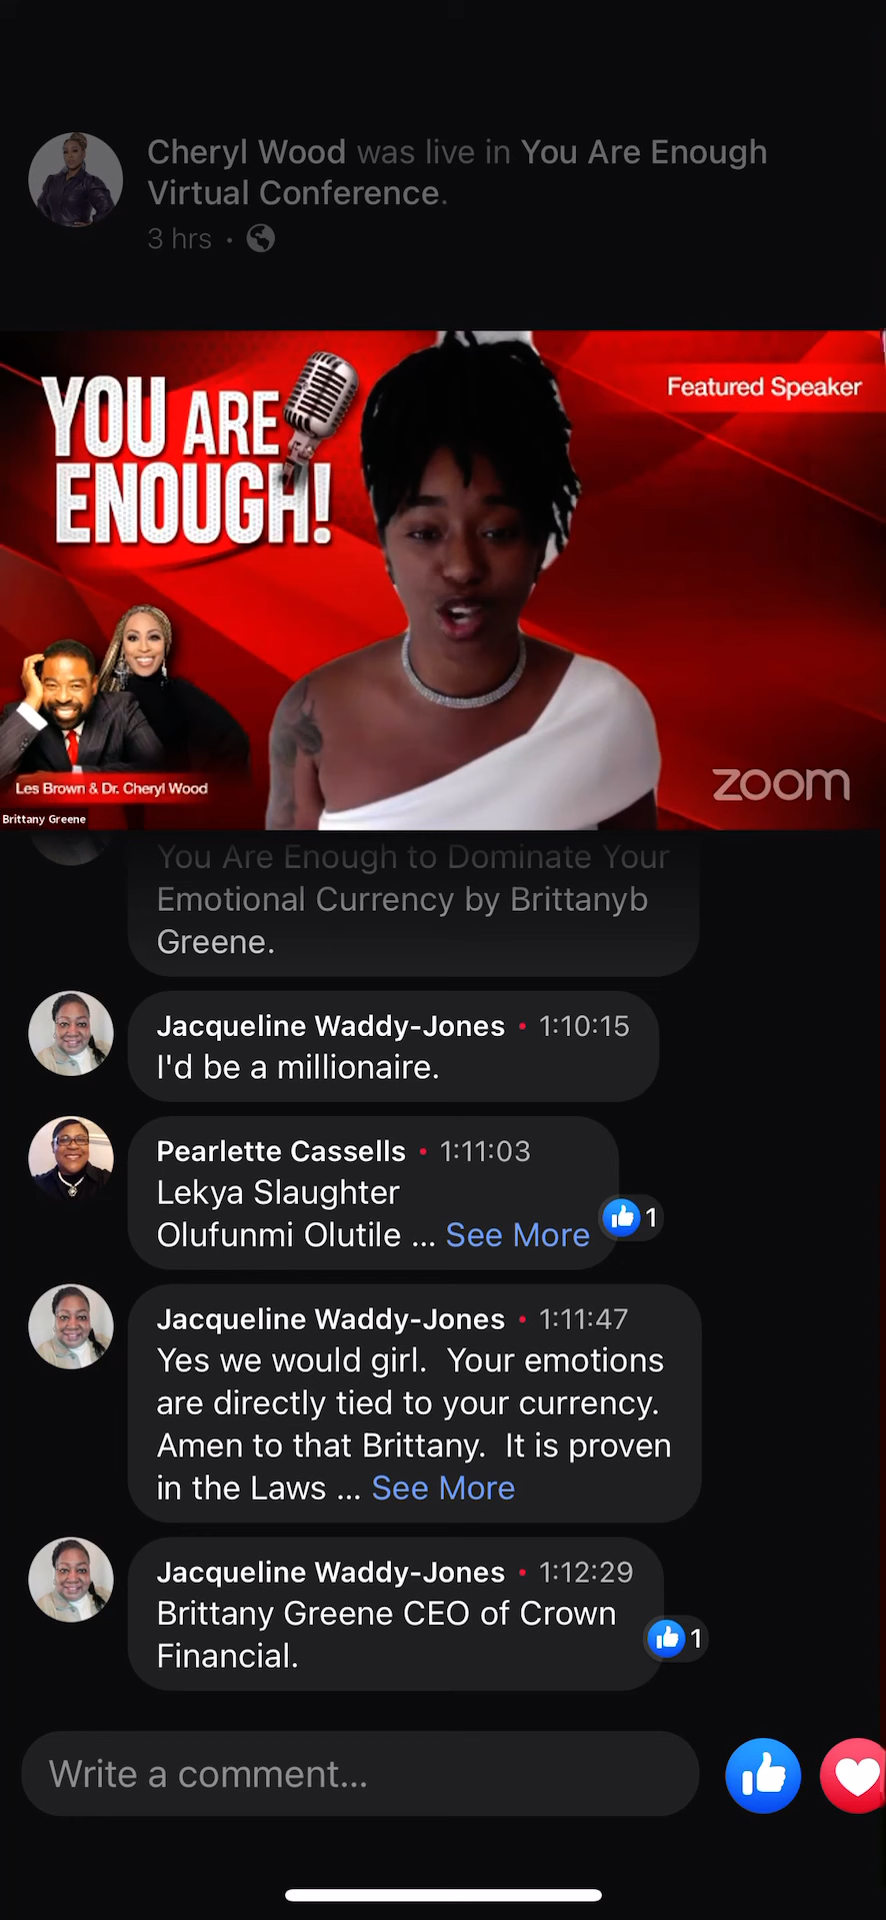 Cheryl Wood was live in You Are Enough
Virtual Conference.
3 hrs ·
YOU ARE
ENOUGH!
Featured Speaker
Les Brown & Dr. Cheryl Wood
zoom
Brittany Greene
You Are Enough to Dominate Your
Emotional Currency by Brittanyb
Greene.
Jacqueline Waddy-Jones • 1:10:15
I'd be a millionaire.
Pearlette Cassells • 1:11:03
Lekya Slaughter
Olufunmi Olutile ... See More
1
Jacqueline Waddy-Jones • 1:11:47
Yes we would girl.  Your emotions
are directly tied to your currency.
Amen to that Brittany.  It is proven
in the Laws ... See More
Jacqueline Waddy-Jones • 1:12:29
Brittany Greene CEO of Crown
Financial.
1
Write a comment...